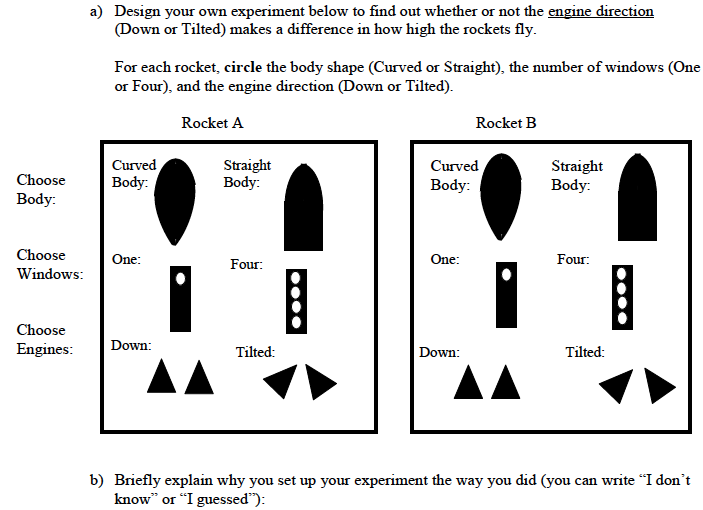 a) Design your own experiment below to find out whether or not the engine direction
(Down or Tilted) makes a difference in how high the rockets fly.
For each rocket, circle the body shape (Curved or Straight), the number of windows (One
or Four), and the engine direction (Down or Tilted).
Rocket A
Rocket B
Choose
Body:
Curved
Body:
Straight
Body:
Curved
Body:
Straight
Body:
Choose
Windows:
One:
Four:
One:
Four:
Choose
Engines:
Down:
Tilted:
Down:
Tilted:
b) Briefly explain why you set up your experiment the way you did (you can write “I don’t
know” or “I guessed”):